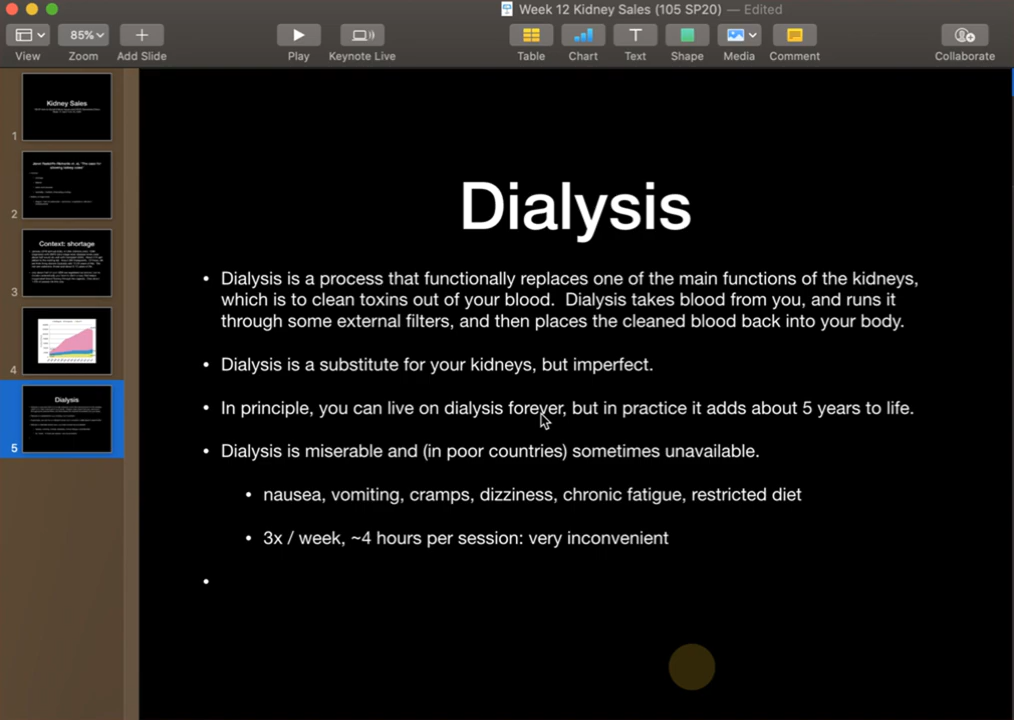 Week 12 Kidney Sales (105 SP20) — Edited
85%
View
Zoom
Add Slide
Play
Keynote Live
Table
Chart
Text
Shape
Media
Comment
Collaborate
Kidney Sales
1
2
Context: shortage
3
4
Dialysis
5
Dialysis
• Dialysis is a process that functionally replaces one of the main functions of the kidneys,
which is to clean toxins out of your blood. Dialysis takes blood from you, and runs it
through some external filters, and then places the cleaned blood back into your body.
• Dialysis is a substitute for your kidneys, but imperfect.
• In principle, you can live on dialysis forever, but in practice it adds about 5 years to life.
• Dialysis is miserable and (in poor countries) sometimes unavailable.
• nausea, vomiting, cramps, dizziness, chronic fatigue, restricted diet
• 3x / week, ~4 hours per session: very inconvenient
•